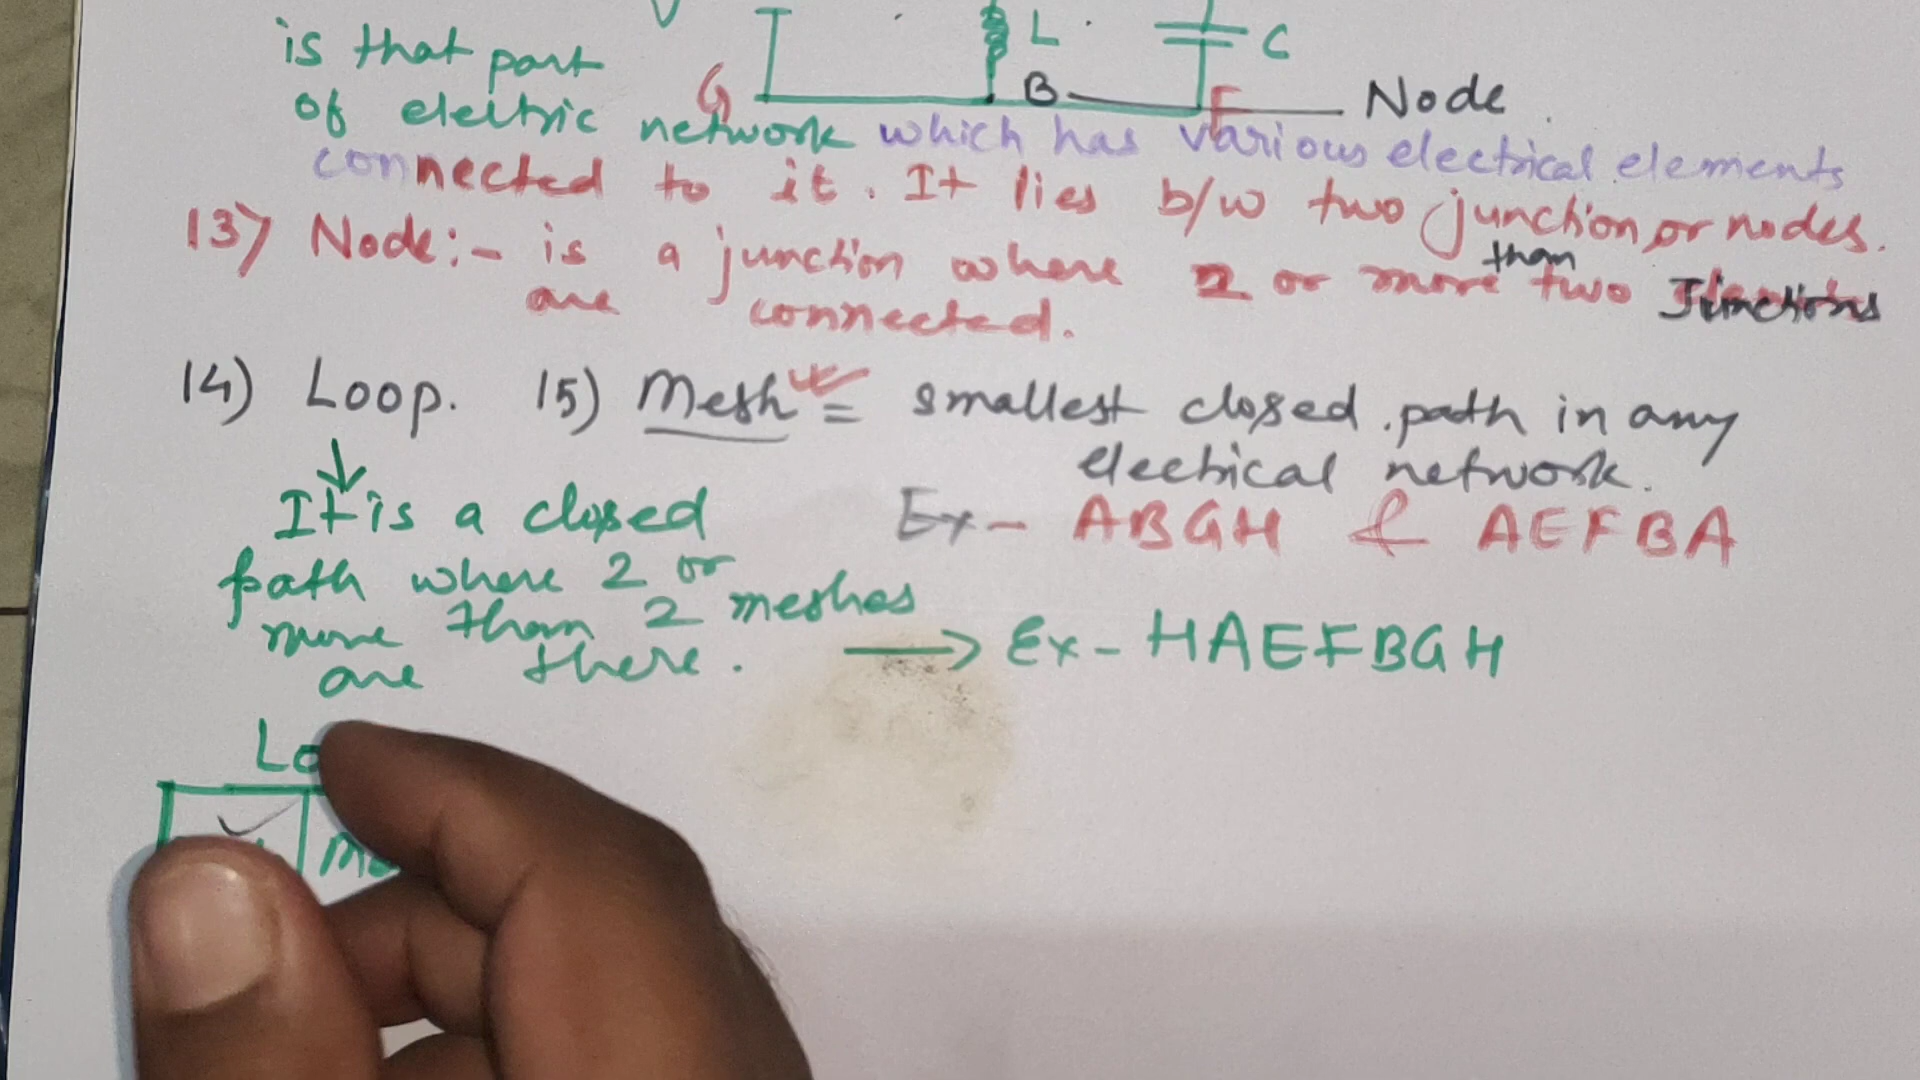 V
L
C
is that part
G
B
F
Node
of electric network which has various electrical elements
connected to it. It lies b/w two junction or nodes.
13) Node:- is a junction where 2 or more than two Junctions
are connected.
14) Loop. 15) Mesh = smallest closed path in any
electrical network.
It is a closed
Ex- ABGH & AEFBA
path where 2 or
more than 2 meshes
are there.
→ Ex- HAEFBGH
Lo